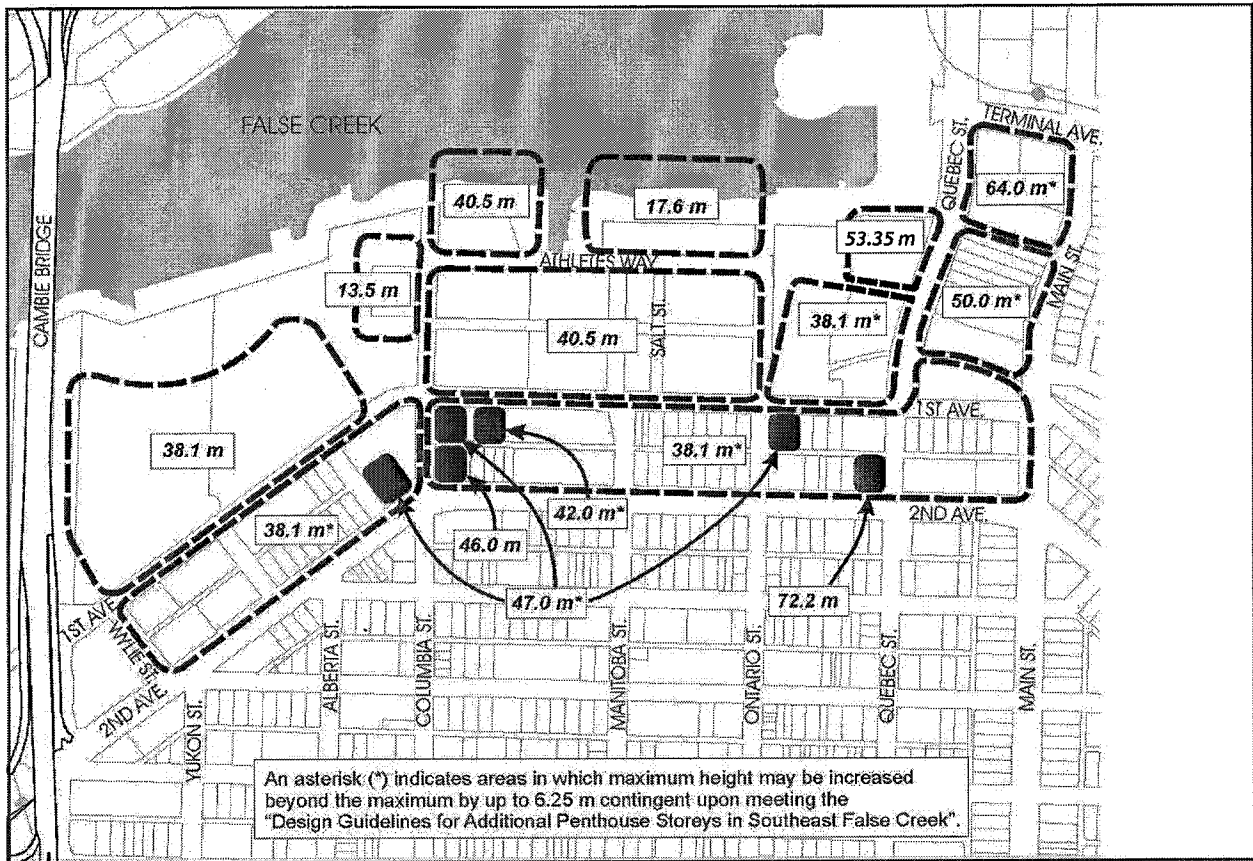 FALSE CREEK
CAMBIE BRIDGE
TERMINAL AVE.
QUEBEC ST.
64.0 m*
40.5 m
17.6 m
53.35 m
MAIN ST.
ATHLETES WAY
13.5 m
50.0 m*
40.5 m
SALT ST.
38.1 m*
1ST AVE.
38.1 m
38.1 m*
38.1 m*
42.0 m*
2ND AVE.
46.0 m
47.0 m*
72.2 m
1ST AVE.
WYLIE ST.
2ND AVE.
YUKON ST.
ALBERTA ST.
COLUMBIA ST.
MANITOBA ST.
ONTARIO ST.
QUEBEC ST.
MAIN ST.
An asterisk (*) indicates areas in which maximum height may be increased
beyond the maximum by up to 6.25 m contingent upon meeting the
"Design Guidelines for Additional Penthouse Storeys in Southeast False Creek".